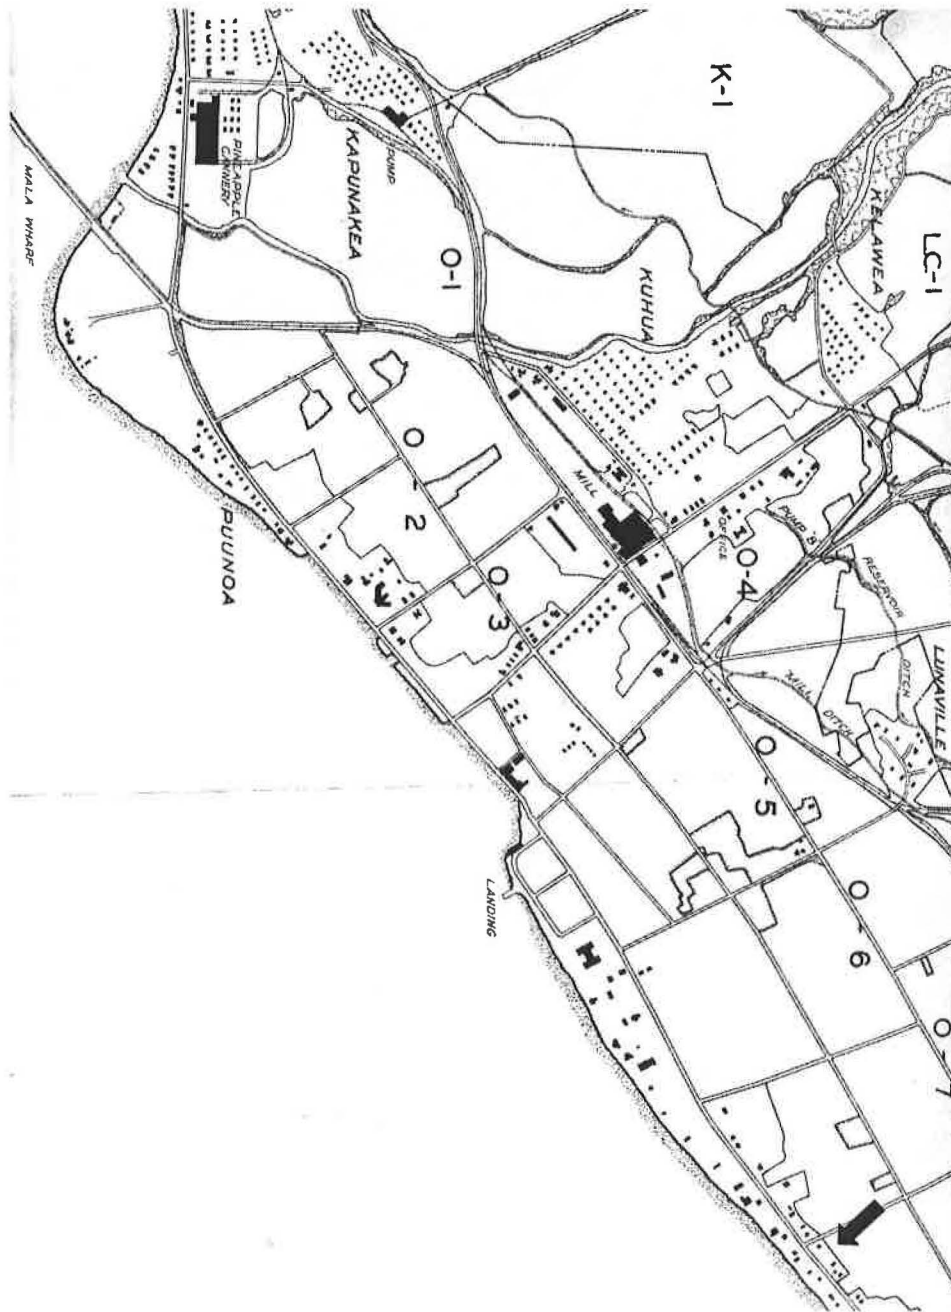 K-1
LC-1
KELAWEA
KAPUNAKEA
PUMP
PINEAPPLE
CANNERY
MALA WHARF
O-1
KUHUA
MILL
OFFICE
PUMP "B"
O-4
RESERVOIR
DITCH
LUNAVILLE
MILL DITCH
O-2
PUUNOA
O-3
O-5
O-6
O-7
LANDING